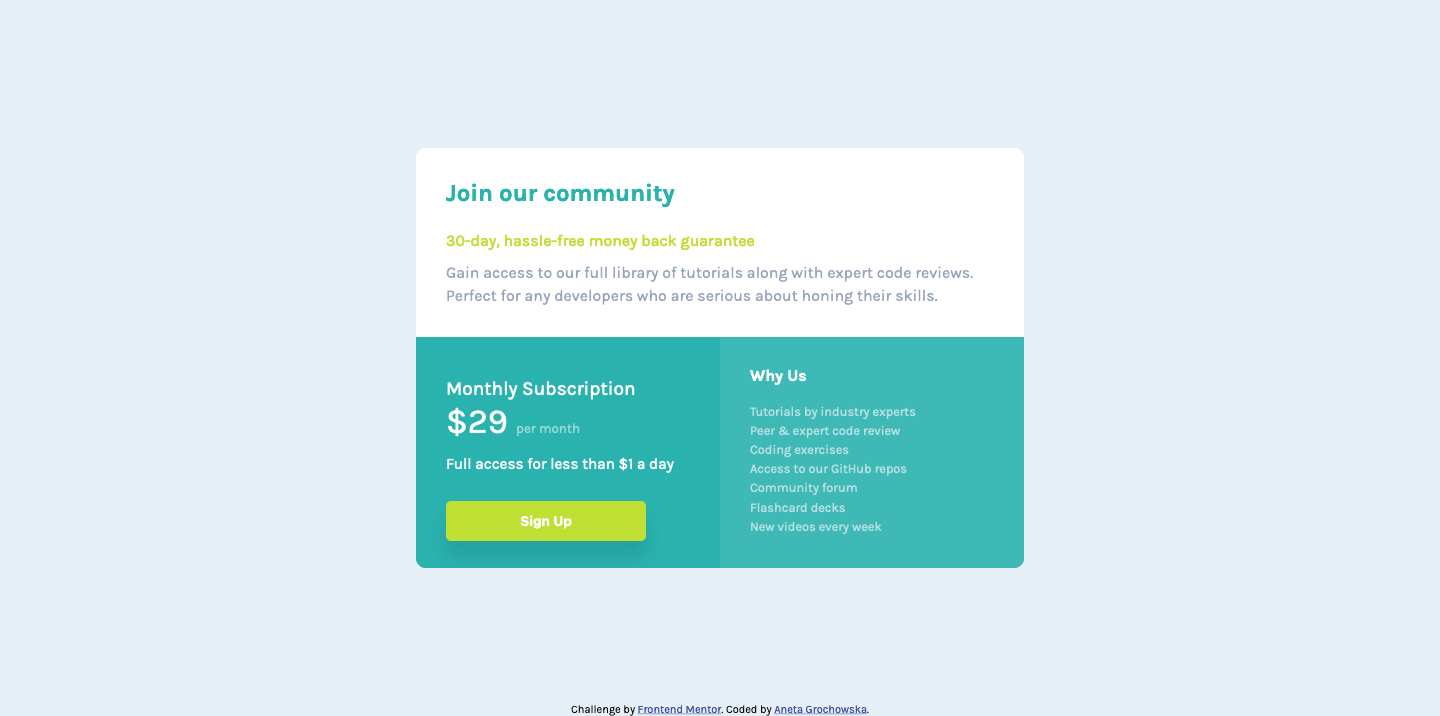 Join our community
30-day, hassle-free money back guarantee
Gain access to our full library of tutorials along with expert code reviews.
Perfect for any developers who are serious about honing their skills.
Monthly Subscription
$29 per month
Full access for less than $1 a day
Sign Up
Why Us
Tutorials by industry experts
Peer & expert code review
Coding exercises
Access to our GitHub repos
Community forum
Flashcard decks
New videos every week
Challenge by Frontend Mentor. Coded by Aneta Grochowska.